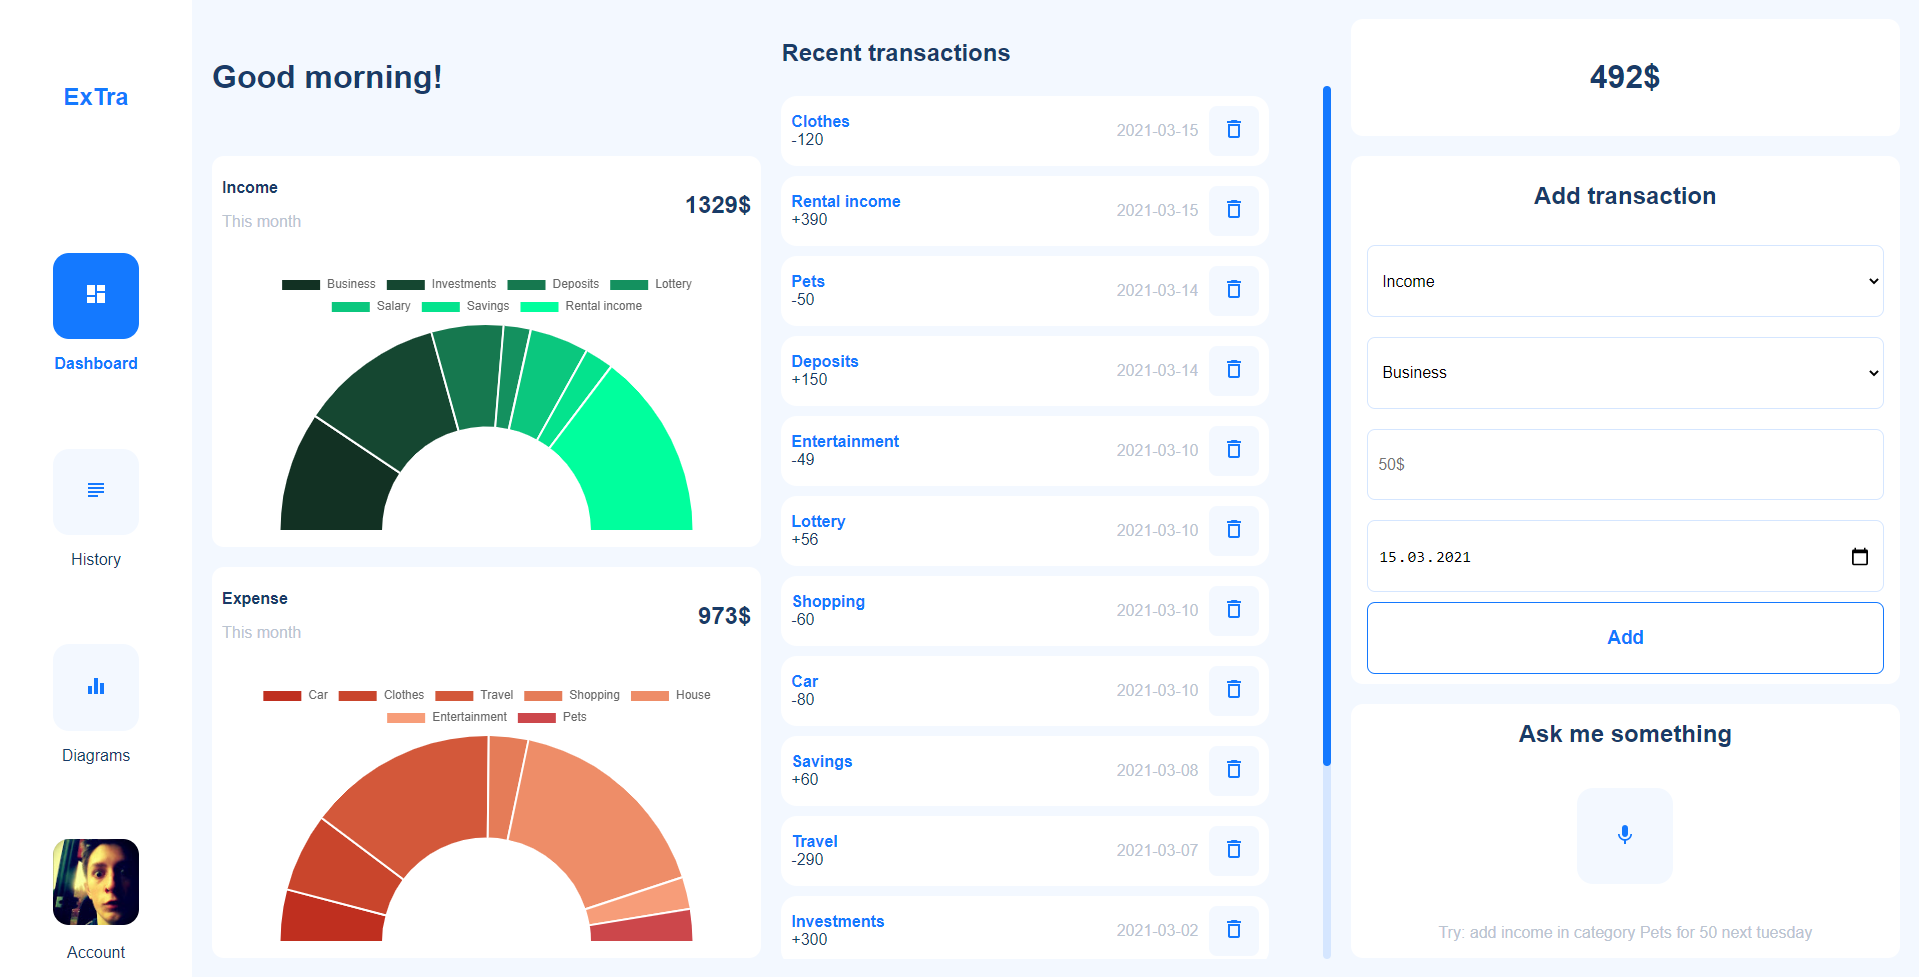 ExTra
Dashboard
History
Diagrams
Account
Good morning!
Income
This month
1329$
Business Investments Deposits Lottery
Salary Savings Rental income
Expense
This month
973$
Car Clothes Travel Shopping House
Entertainment Pets
Recent transactions
Clothes
-120
2021-03-15
Rental income
+390
2021-03-15
Pets
-50
2021-03-14
Deposits
+150
2021-03-14
Entertainment
-49
2021-03-10
Lottery
+56
2021-03-10
Shopping
-60
2021-03-10
Car
-80
2021-03-10
Savings
+60
2021-03-08
Travel
-290
2021-03-07
Investments
+300
2021-03-02
492$
Add transaction
Income
Business
50$
15.03.2021
Add
Ask me something
Try: add income in category Pets for 50 next tuesday